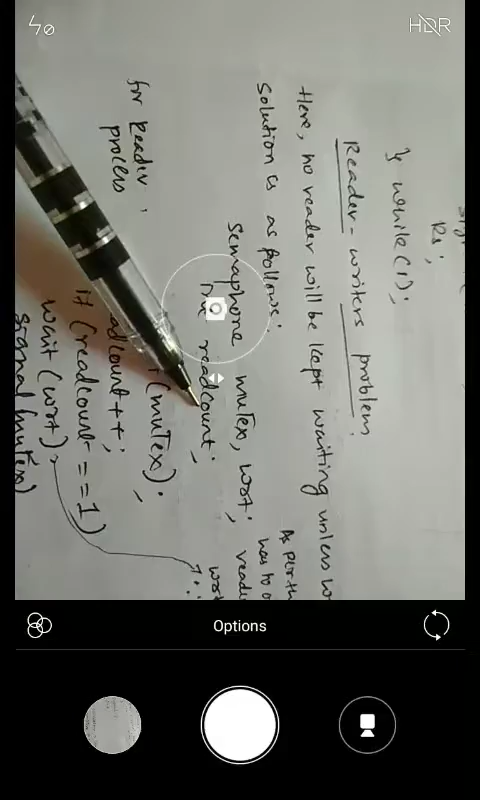 HDR
Rs;
} while(1);
Reader-writers problem.
Here, no reader will be kept waiting unless
Solution is as follows.
As per th
has to
Semaphore mutex, wrt;
readcount;
for Reader,
process
(mutex);
adcount++;
if (readcount == 1)
wait (wrt);
signal(mutex)
Options